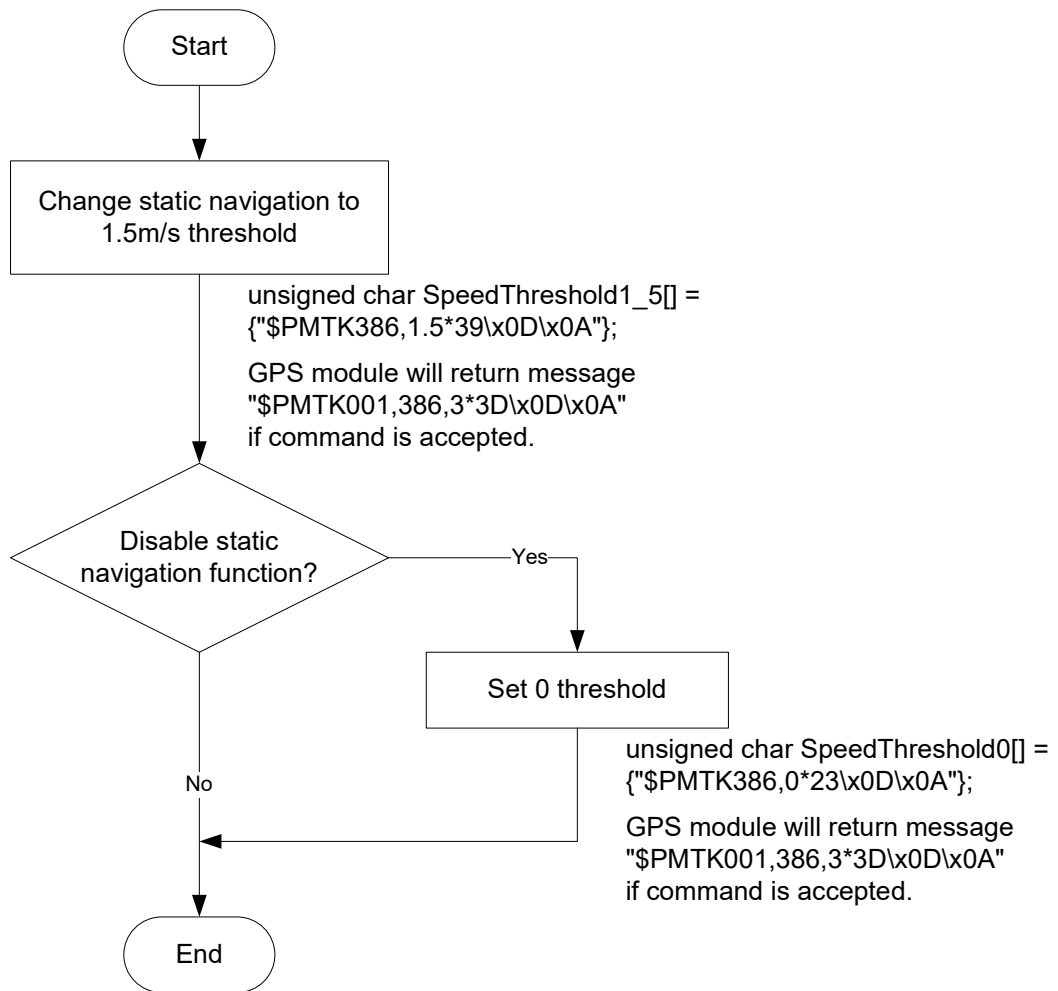 Start
Change static navigation to
1.5m/s threshold
unsigned char SpeedThreshold1_5[] =
{"$PMTK386,1.5*39\x0D\x0A"};
GPS module will return message
"$PMTK001,386,3*3D\x0D\x0A"
if command is accepted.
Disable static
navigation function?
Yes
Set 0 threshold
unsigned char SpeedThreshold0[] =
{"$PMTK386,0*23\x0D\x0A"};
No
GPS module will return message
"$PMTK001,386,3*3D\x0D\x0A"
if command is accepted.
End